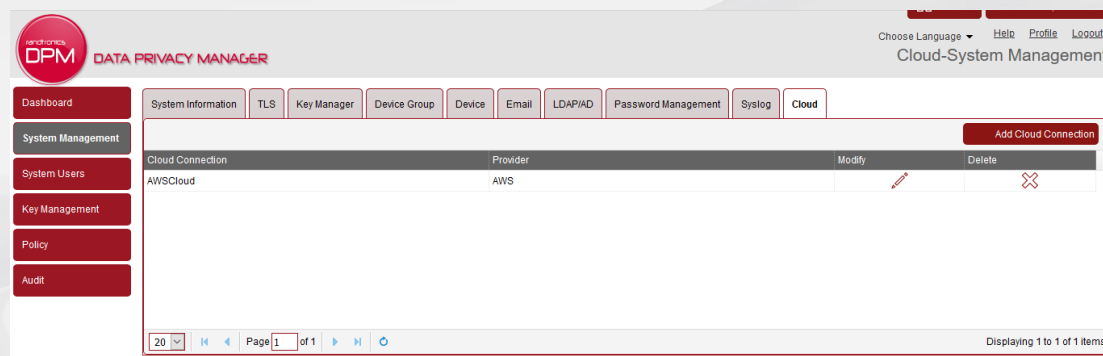 Choose Language Help Profile Logout
randtronics
DPM DATA PRIVACY MANAGER
Cloud-System Management
Dashboard
System Management
System Users
Key Management
Policy
Audit
System Information TLS Key Manager Device Group Device Email LDAP/AD Password Management Syslog Cloud
Add Cloud Connection
Cloud Connection Provider Modify Delete
AWSCloud AWS
20 Page 1 of 1 Displaying 1 to 1 of 1 items